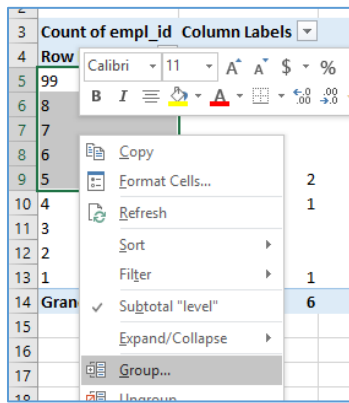 3 Count of empl_id Column Labels
4 Row
Calibri 11 A A $ %
5 99
B I A .00 .0
6 8
7 7
8 6 Copy
9 5 Format Cells... 2
10 4 Refresh 1
11 3 Sort
12 2 Filter
13 1 1
14 Gran Subtotal "level" 6
15 Expand/Collapse
16
17 Group...
18 Ungroup